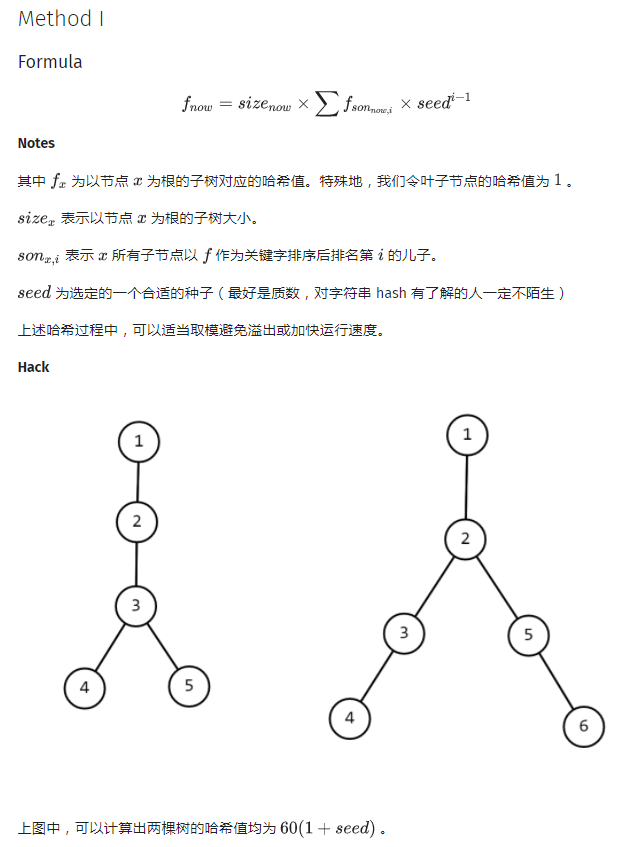 Method I
Formula
f_{now} = size_{now} × ∑ f_{son_{now,i}} × seed^{i−1}
Notes
其中 f_x 为以节点 x 为根的子树对应的哈希值。特殊地，我们令叶子节点的哈希值为 1 。
size_x 表示以节点 x 为根的子树大小。
son_{x,i} 表示 x 所有子节点以 f 作为关键字排序后排名第 i 的儿子。
seed 为选定的一个合适的种子（最好是质数，对字符串 hash 有了解的人一定不陌生）
上述哈希过程中，可以适当取模避免溢出或加快运行速度。
Hack
1
2
3
4
5
1
2
3
5
4
6
上图中，可以计算出两棵树的哈希值均为 60(1 + seed) 。